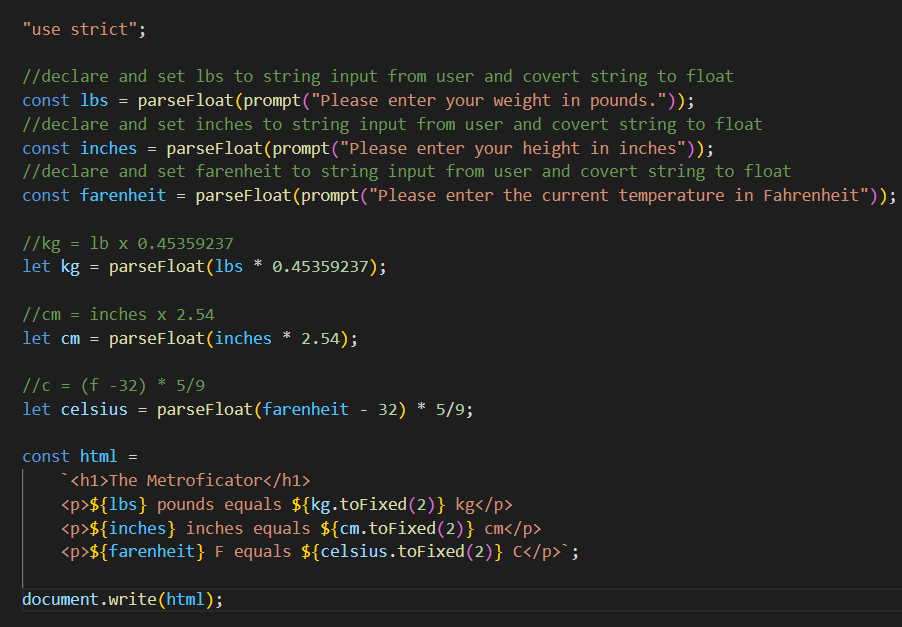 "use strict";
//declare and set lbs to string input from user and covert string to float
const lbs = parseFloat(prompt("Please enter your weight in pounds."));
//declare and set inches to string input from user and covert string to float
const inches = parseFloat(prompt("Please enter your height in inches"));
//declare and set farenheit to string input from user and covert string to float
const farenheit = parseFloat(prompt("Please enter the current temperature in Fahrenheit"));
//kg = lb x 0.45359237
let kg = parseFloat(lbs * 0.45359237);
//cm = inches x 2.54
let cm = parseFloat(inches * 2.54);
//c = (f -32) * 5/9
let celsius = parseFloat(farenheit - 32) * 5/9;
const html =
`<h1>The Metroficator</h1>
<p>${lbs} pounds equals ${kg.toFixed(2)} kg</p>
<p>${inches} inches equals ${cm.toFixed(2)} cm</p>
<p>${farenheit} F equals ${celsius.toFixed(2)} C</p>`;
document.write(html);